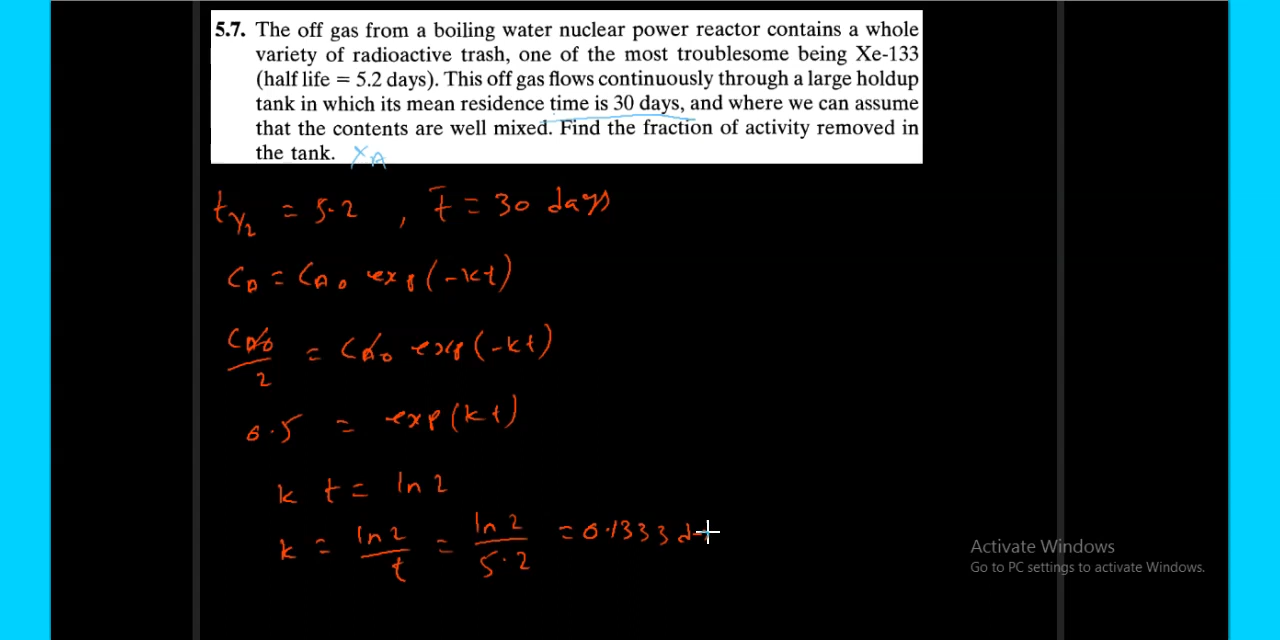 5.7. The off gas from a boiling water nuclear power reactor contains a whole
variety of radioactive trash, one of the most troublesome being Xe-133
(half life = 5.2 days). This off gas flows continuously through a large holdup
tank in which its mean residence time is 30 days, and where we can assume
that the contents are well mixed. Find the fraction of activity removed in
the tank. XA
t1/2 = 5.2 , t̄ = 30 days
CA = CA0 exp(-kt)
CA0/2 = CA0 exp(-kt)
0.5 = exp(kt)
k t = ln 2
k = ln 2/t = ln 2/5.2 = 0.1333 d-
Activate Windows
Go to PC settings to activate Windows.